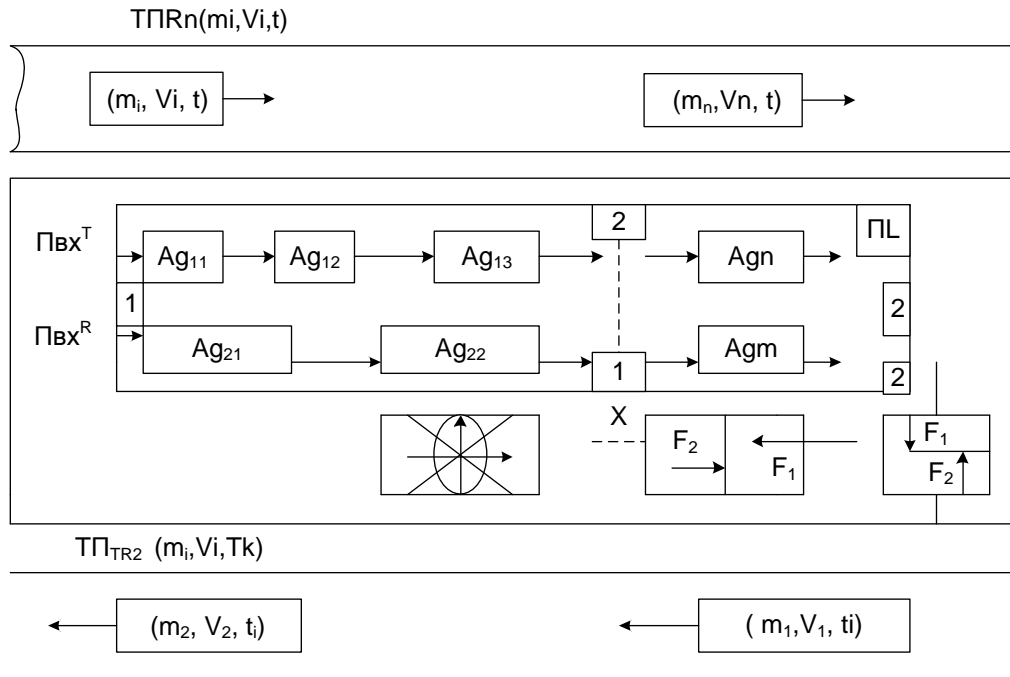 ТПRn(mi,Vi,t)
(mi, Vi, t)
(mn,Vn, t)
Пвх^T
Ag11
Ag12
Ag13
2
Agn
ПL
1
2
Пвх^R
Ag21
Ag22
1
Agm
2
X
F2
F1
F1
F2
ТПTR2 (mi,Vi,Tk)
(m2, V2, ti)
( m1,V1, ti)